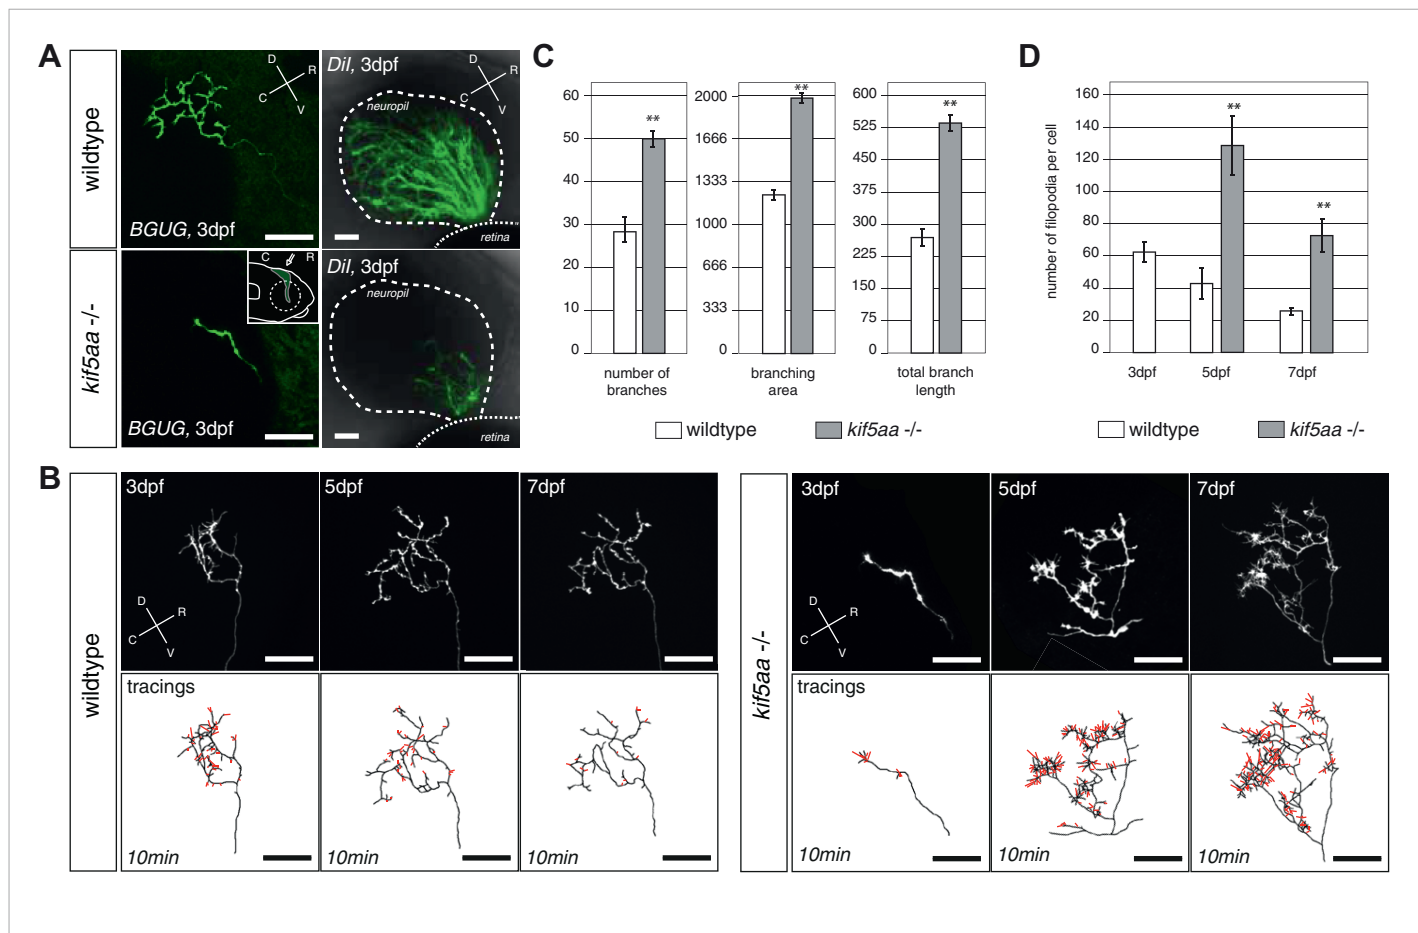 A
wildtype
kif5aa -/-
D
R
C
V
BGUG, 3dpf
DiI, 3dpf
D
R
C
V
neuropil
retina
C R
BGUG, 3dpf
DiI, 3dpf
neuropil
retina
C
60
50
40
30
20
10
0
**
number of
branches
2000
1666
1333
1000
666
333
0
**
branching
area
600
525
450
375
300
225
150
75
0
**
total branch
length
wildtype
kif5aa -/-
D
number of filopodia per cell
160
140
120
100
80
60
40
20
0
**
**
3dpf
5dpf
7dpf
wildtype
kif5aa -/-
B
wildtype
3dpf
5dpf
7dpf
D
R
C
V
tracings
10min
10min
10min
kif5aa -/-
3dpf
5dpf
7dpf
D
R
C
V
tracings
10min
10min
10min